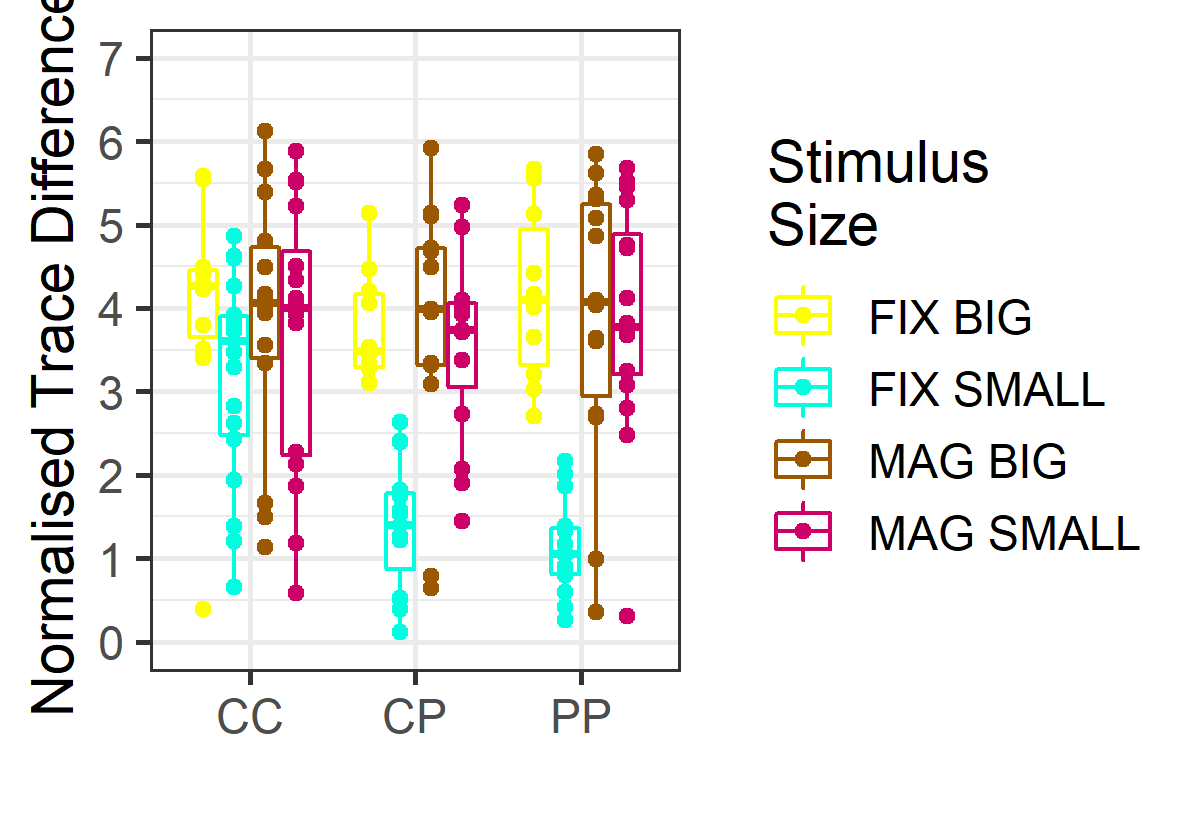 Normalised Trace Difference
7
6
5
4
3
2
1
0
CC CP PP
Stimulus
Size
FIX BIG
FIX SMALL
MAG BIG
MAG SMALL